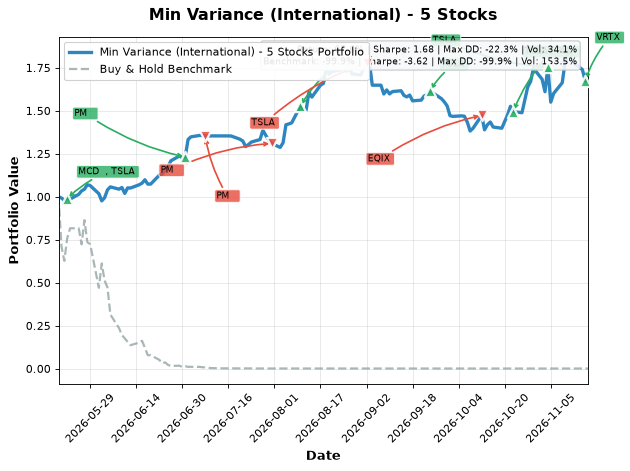 Min Variance (International) - 5 Stocks
Min Variance (International) - 5 Stocks Portfolio
Buy & Hold Benchmark
Sharpe: 1.68 | Max DD: -22.3% | Vol: 34.1%
Benchmark: -99.9% | Sharpe: -3.62 | Max DD: -99.9% | Vol: 153.5%
TSLA
VRTX
PM
TSLA
MCD , TSLA
PM
PM
EQIX
Portfolio Value
1.75
1.50
1.25
1.00
0.75
0.50
0.25
0.00
2026-05-29
2026-06-14
2026-06-30
2026-07-16
2026-08-01
2026-08-17
2026-09-02
2026-09-18
2026-10-04
2026-10-20
2026-11-05
Date